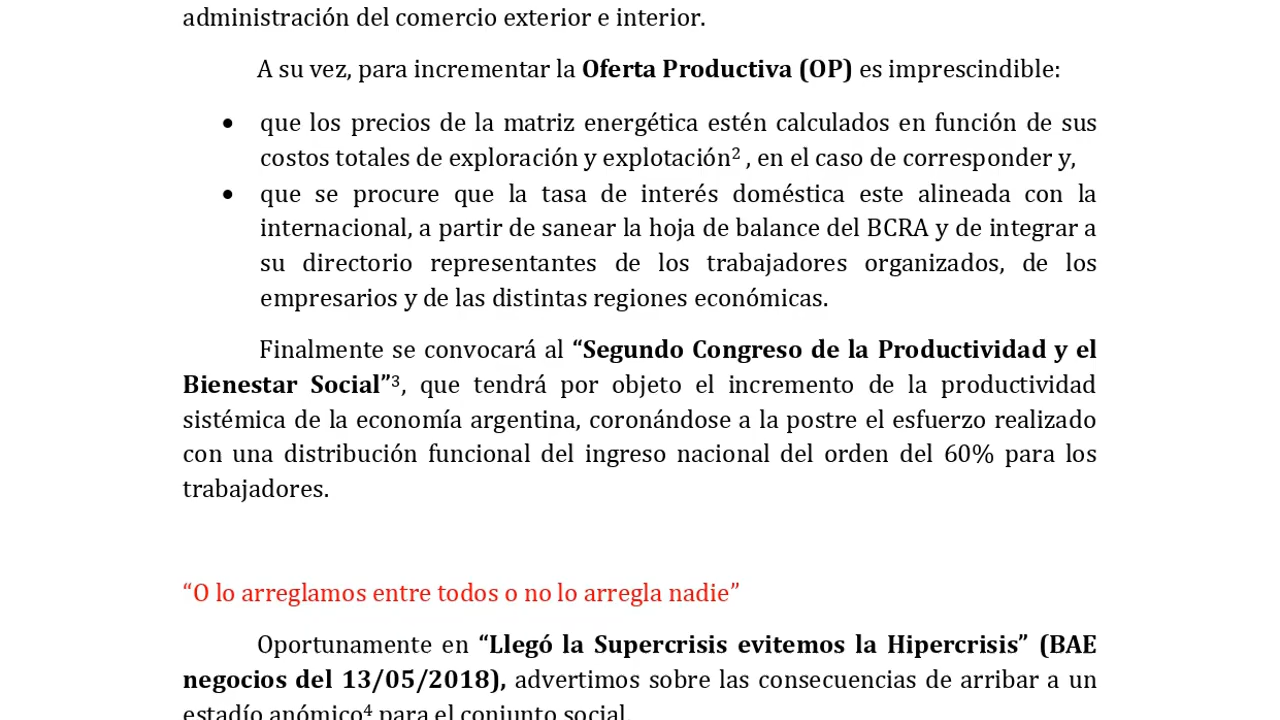 administración del comercio exterior e interior.
A su vez, para incrementar la Oferta Productiva (OP) es imprescindible:
• que los precios de la matriz energética estén calculados en función de sus
costos totales de exploración y explotación² , en el caso de corresponder y,
• que se procure que la tasa de interés doméstica este alineada con la
internacional, a partir de sanear la hoja de balance del BCRA y de integrar a
su directorio representantes de los trabajadores organizados, de los
empresarios y de las distintas regiones económicas.
Finalmente se convocará al “Segundo Congreso de la Productividad y el
Bienestar Social”³, que tendrá por objeto el incremento de la productividad
sistémica de la economía argentina, coronándose a la postre el esfuerzo realizado
con una distribución funcional del ingreso nacional del orden del 60% para los
trabajadores.
“O lo arreglamos entre todos o no lo arregla nadie”
Oportunamente en “Llegó la Supercrisis evitemos la Hipercrisis” (BAE
negocios del 13/05/2018), advertimos sobre las consecuencias de arribar a un
estadío anómico⁴ para el conjunto social.